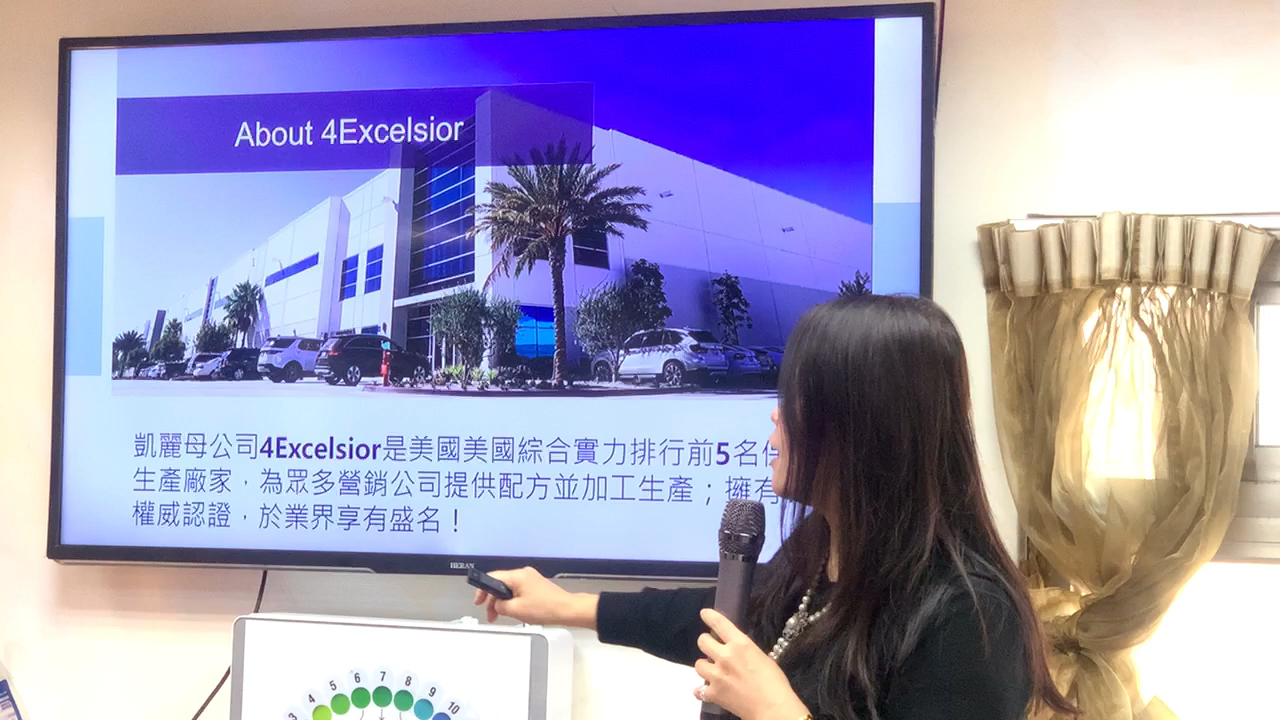 About 4Excelsior
凱麗母公司4Excelsior是美國美國綜合實力排行前5名
生產廠家，為眾多營銷公司提供配方並加工生產；擁有
權威認證，於業界享有盛名！
HERAN
3 4 5 6 7 8 9 10